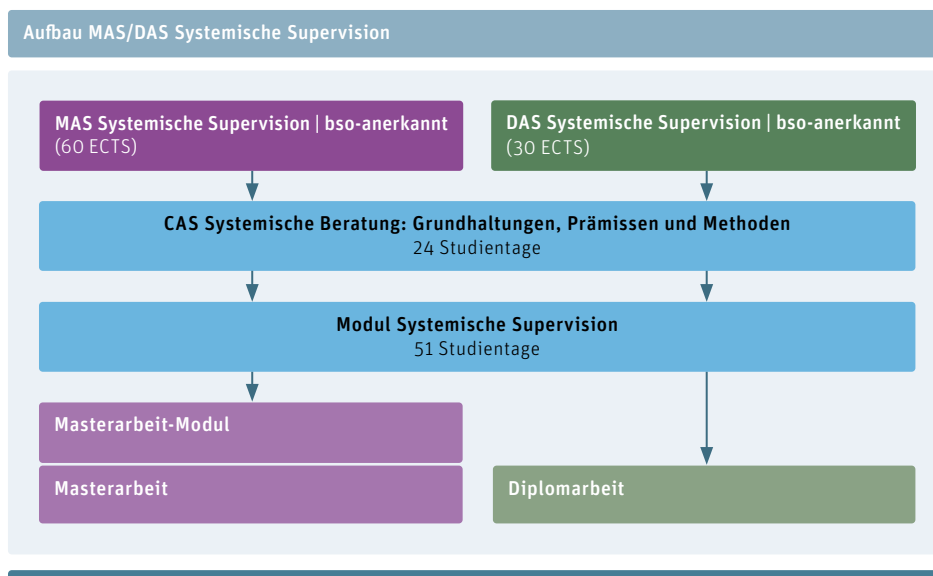 Aufbau MAS/DAS Systemische Supervision
MAS Systemische Supervision | bso-anerkannt
(60 ECTS)
DAS Systemische Supervision | bso-anerkannt
(30 ECTS)
CAS Systemische Beratung: Grundhaltungen, Prämissen und Methoden
24 Studientage
Modul Systemische Supervision
51 Studientage
Masterarbeit-Modul
Masterarbeit
Diplomarbeit